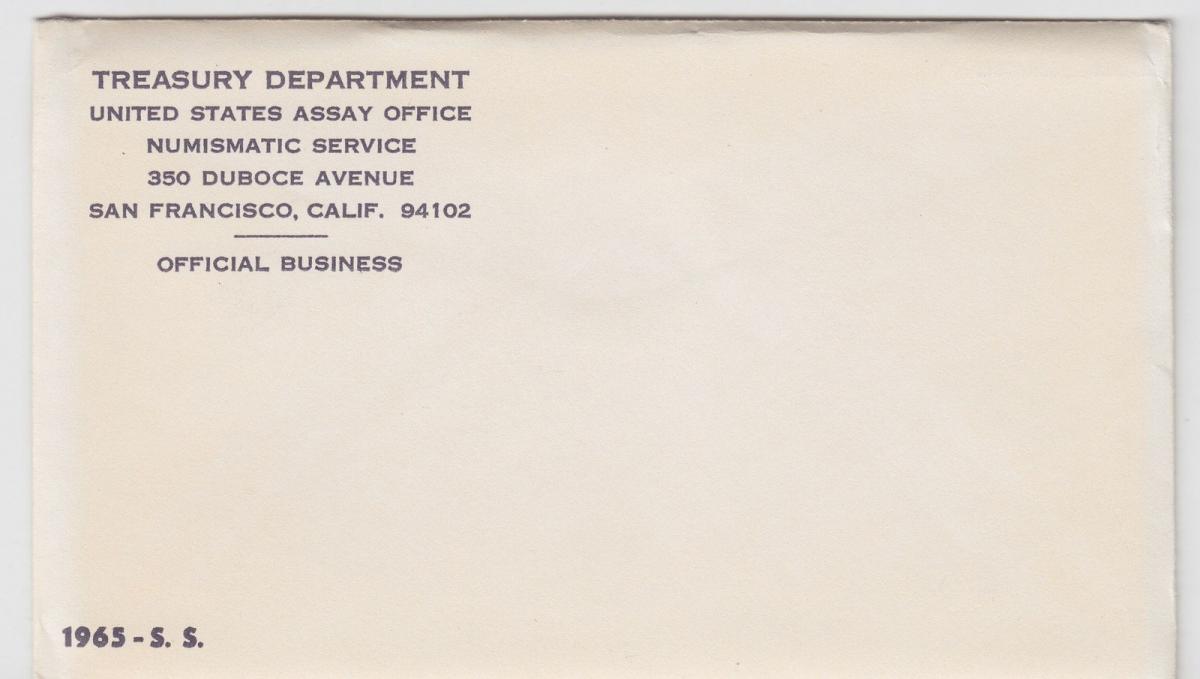 TREASURY DEPARTMENT
UNITED STATES ASSAY OFFICE
NUMISMATIC SERVICE
350 DUBOCE AVENUE
SAN FRANCISCO, CALIF. 94102
OFFICIAL BUSINESS
1965 - S. S.